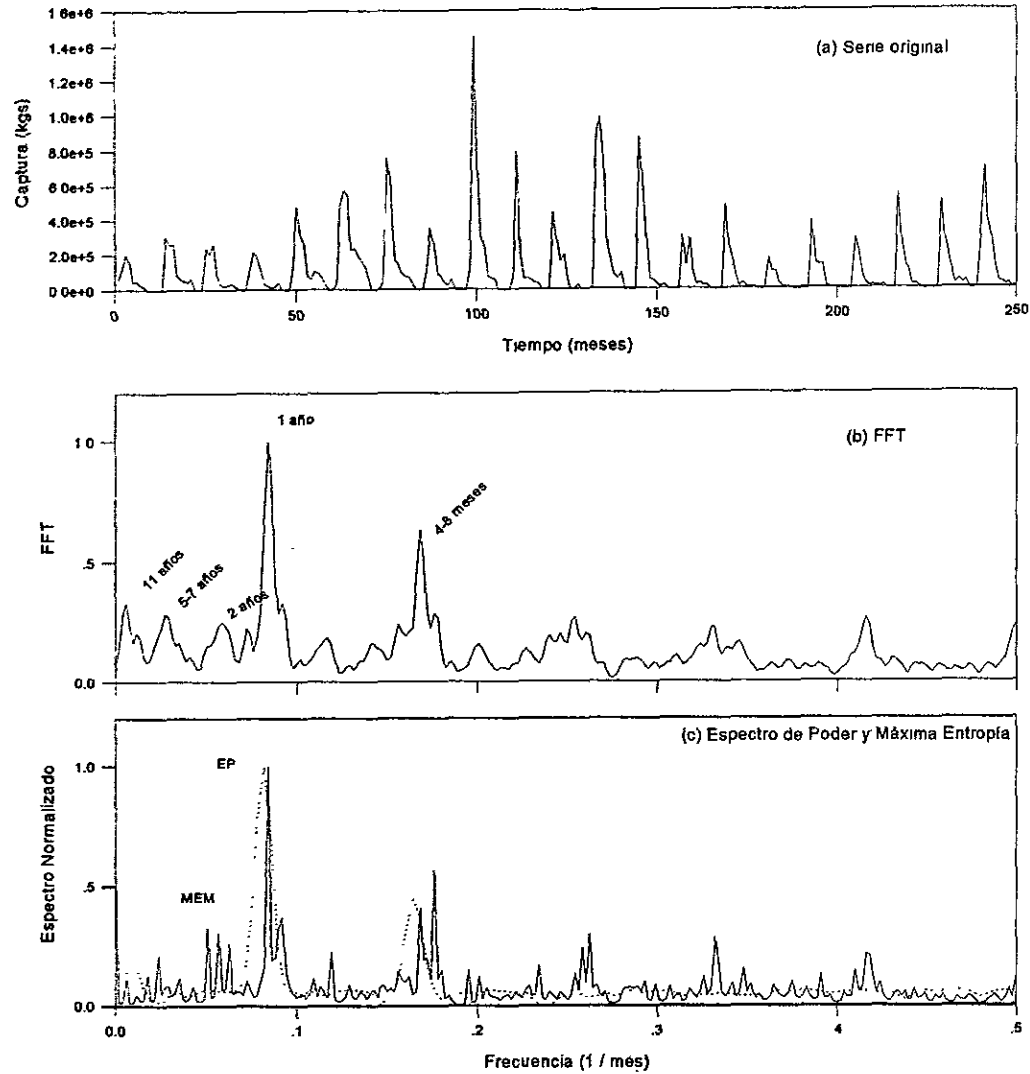 1 6e+6
1.4e+6
1.2e+6
1.0e+6
8.0e+5
6.0e+5
4.0e+5
2.0e+5
0 0e+0
Captura (kgs)
(a) Serie original
0
50
100
150
200
250
Tiempo (meses)
1 0
.5
0.0
FFT
(b) FFT
11 años
5-7 años
2 años
1 año
4-8 meses
1.0
.5
0.0
Espectro Normalizado
(c) Espectro de Poder y Máxima Entropía
EP
MEM
0.0
.1
.2
.3
.4
.5
Frecuencia (1 / mes)